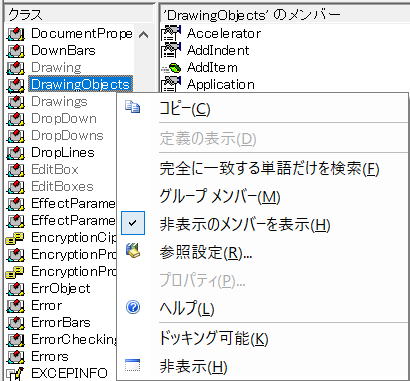 クラス
DocumentPrope
DownBars
Drawing
DrawingObjects
Drawings
DropDown
DropDowns
DropLines
EditBox
EditBoxes
EffectParame
EffectParame
EncryptionCip
EncryptionPro
EncryptionPro
ErrObject
Error
ErrorBars
ErrorChecking
Errors
EXCEPINFO
'DrawingObjects' のメンバー
Accelerator
AddIndent
AddItem
Application
コピー(C)
定義の表示(D)
完全に一致する単語だけを検索(F)
グループ メンバー(M)
非表示のメンバーを表示(H)
参照設定(R)...
プロパティ(P)...
ヘルプ(L)
ドッキング可能(K)
非表示(H)